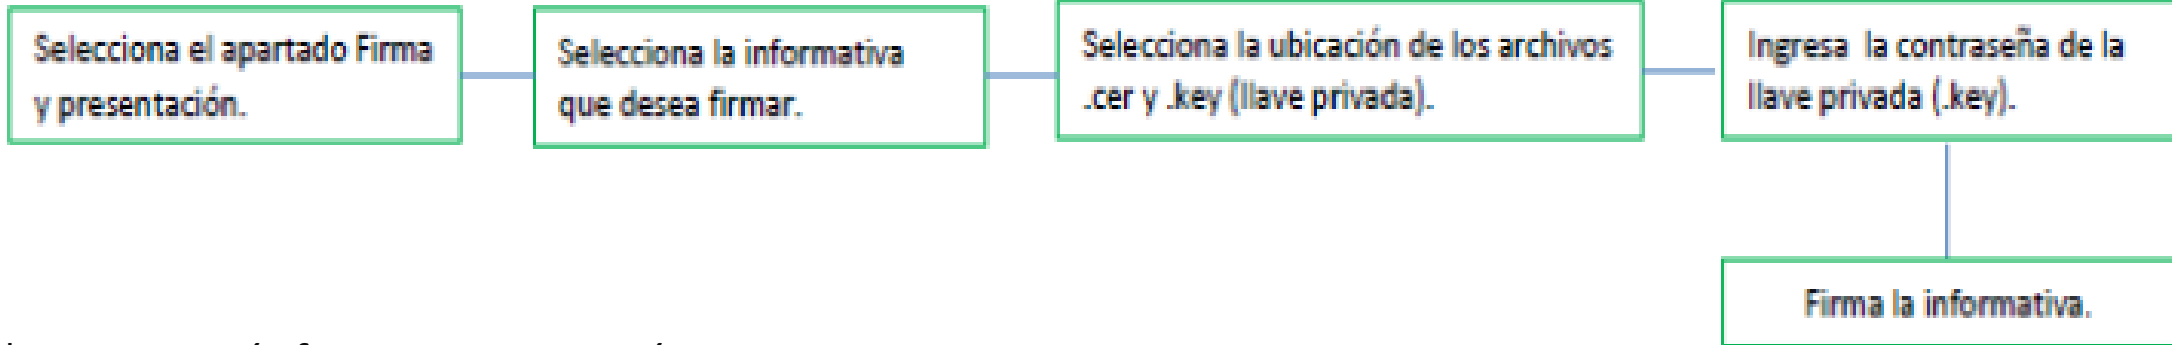 Selecciona el apartado Firma
y presentación.
Selecciona la informativa
que desea firmar.
Selecciona la ubicación de los archivos
.cer y .key (llave privada).
Ingresa la contraseña de la
llave privada (.key).
Firma la informativa.